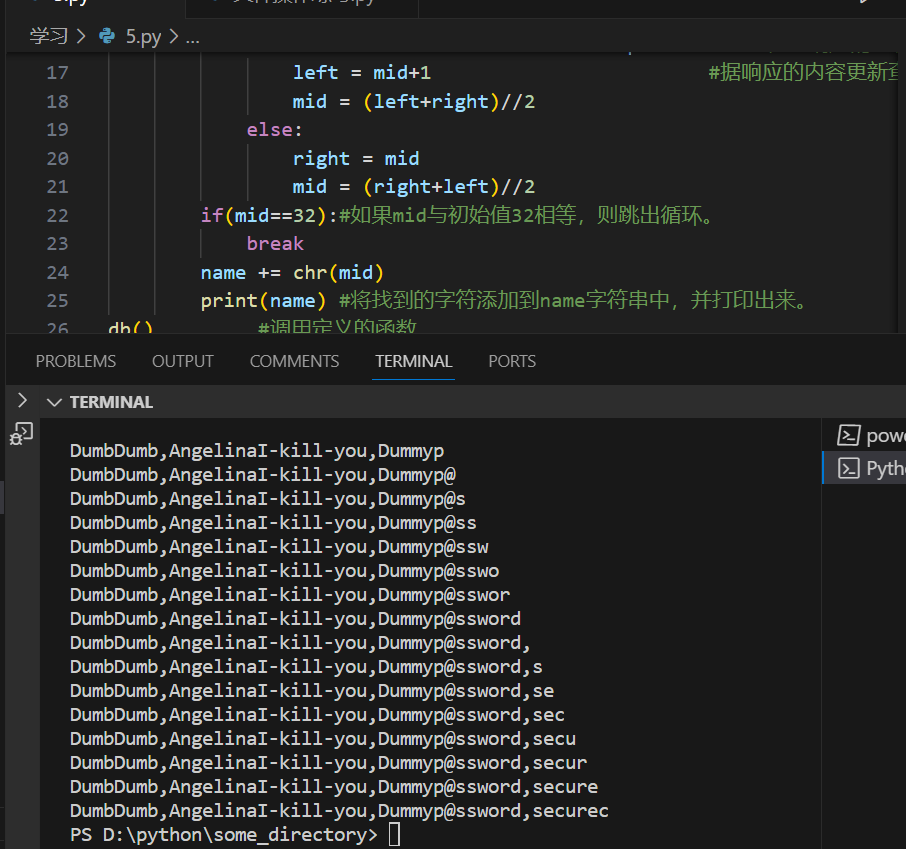 学习 > 5.py > ...
17 left = mid+1 #据响应的内容更新查
18 mid = (left+right)//2
19 else:
20 right = mid
21 mid = (right+left)//2
22 if(mid==32):#如果mid与初始值32相等，则跳出循环。
23 break
24 name += chr(mid)
25 print(name) #将找到的字符添加到name字符串中，并打印出来。
26 db() #调用定义的函数
PROBLEMS OUTPUT COMMENTS TERMINAL PORTS
TERMINAL
DumbDumb,AngelinaI-kill-you,Dummyp
DumbDumb,AngelinaI-kill-you,Dummyp@
DumbDumb,AngelinaI-kill-you,Dummyp@s
DumbDumb,AngelinaI-kill-you,Dummyp@ss
DumbDumb,AngelinaI-kill-you,Dummyp@ssw
DumbDumb,AngelinaI-kill-you,Dummyp@sswo
DumbDumb,AngelinaI-kill-you,Dummyp@sswor
DumbDumb,AngelinaI-kill-you,Dummyp@ssword
DumbDumb,AngelinaI-kill-you,Dummyp@ssword,
DumbDumb,AngelinaI-kill-you,Dummyp@ssword,s
DumbDumb,AngelinaI-kill-you,Dummyp@ssword,se
DumbDumb,AngelinaI-kill-you,Dummyp@ssword,sec
DumbDumb,AngelinaI-kill-you,Dummyp@ssword,secu
DumbDumb,AngelinaI-kill-you,Dummyp@ssword,secur
DumbDumb,AngelinaI-kill-you,Dummyp@ssword,secure
DumbDumb,AngelinaI-kill-you,Dummyp@ssword,securec
PS D:\python\some_directory>
powe
Pytho